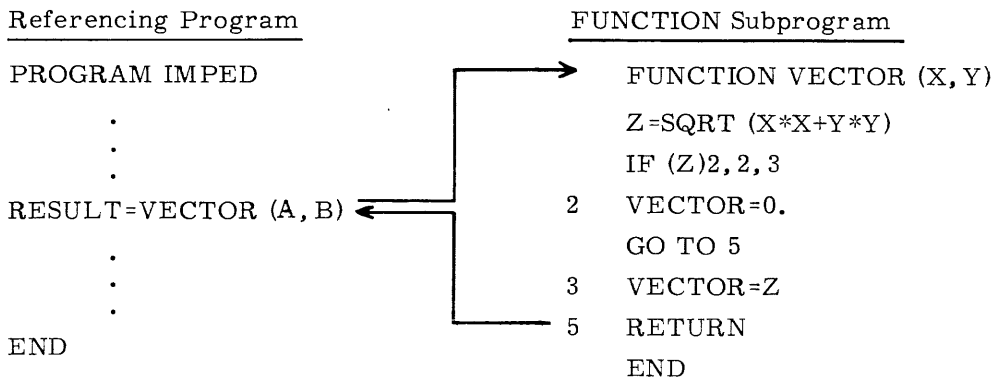 Referencing Program
PROGRAM IMPED
.
.
.
RESULT=VECTOR (A, B)
.
.
.
END
FUNCTION Subprogram
FUNCTION VECTOR (X, Y)
Z=SQRT (X*X+Y*Y)
IF (Z)2, 2, 3
2 VECTOR=0.
GO TO 5
3 VECTOR=Z
5 RETURN
END